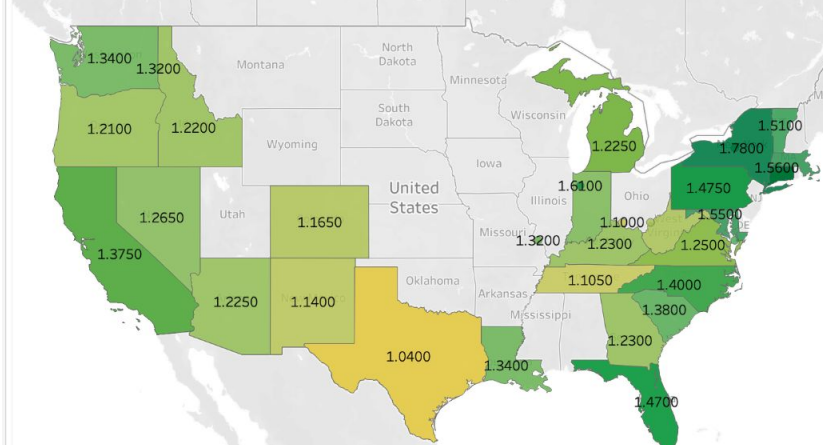 North
Dakota
1.3400
1.3200
Montana
Minnesota
M
South
Dakota
Wisconsin
1.2100
1.2200
1.5100
Wyoming
1.2250
1.7800
Iowa
1.5600
1.4750
1.6100
Ohio
NJ
United
States
Illinois
1.1650
Utah
1.2650
1.5500
1.1000
DE
Missouri
1.3200
1.2300
1.2500
1.3750
Oklahoma
1.1050
1.4000
Arkansas
1.2250
1.1400
Mississippi
1.3800
1.2300
1.0400
1.3400
1.4700